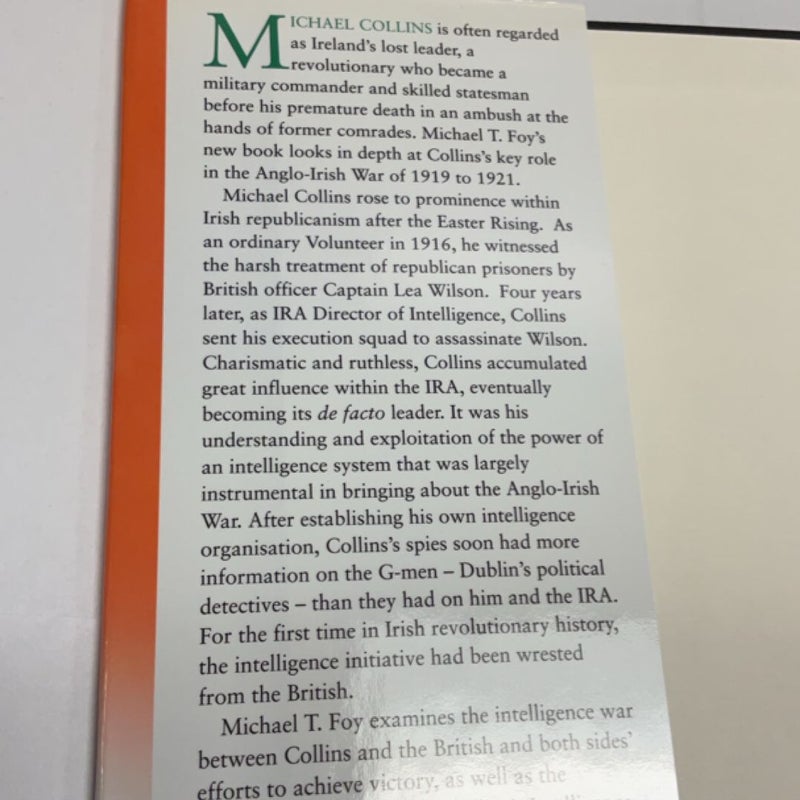 MICHAEL COLLINS is often regarded
as Ireland's lost leader, a
revolutionary who became a
military commander and skilled statesman
before his premature death in an ambush at the
hands of former comrades. Michael T. Foy's
new book looks in depth at Collins's key role
in the Anglo-Irish War of 1919 to 1921.
Michael Collins rose to prominence within
Irish republicanism after the Easter Rising. As
an ordinary Volunteer in 1916, he witnessed
the harsh treatment of republican prisoners by
British officer Captain Lea Wilson. Four years
later, as IRA Director of Intelligence, Collins
sent his execution squad to assassinate Wilson.
Charismatic and ruthless, Collins accumulated
great influence within the IRA, eventually
becoming its de facto leader. It was his
understanding and exploitation of the power of
an intelligence system that was largely
instrumental in bringing about the Anglo-Irish
War. After establishing his own intelligence
organisation, Collins's spies soon had more
information on the G-men – Dublin's political
detectives – than they had on him and the IRA.
For the first time in Irish revolutionary history,
the intelligence initiative had been wrested
from the British.
Michael T. Foy examines the intelligence war
between Collins and the British and both sides'
efforts to achieve victory, as well as the